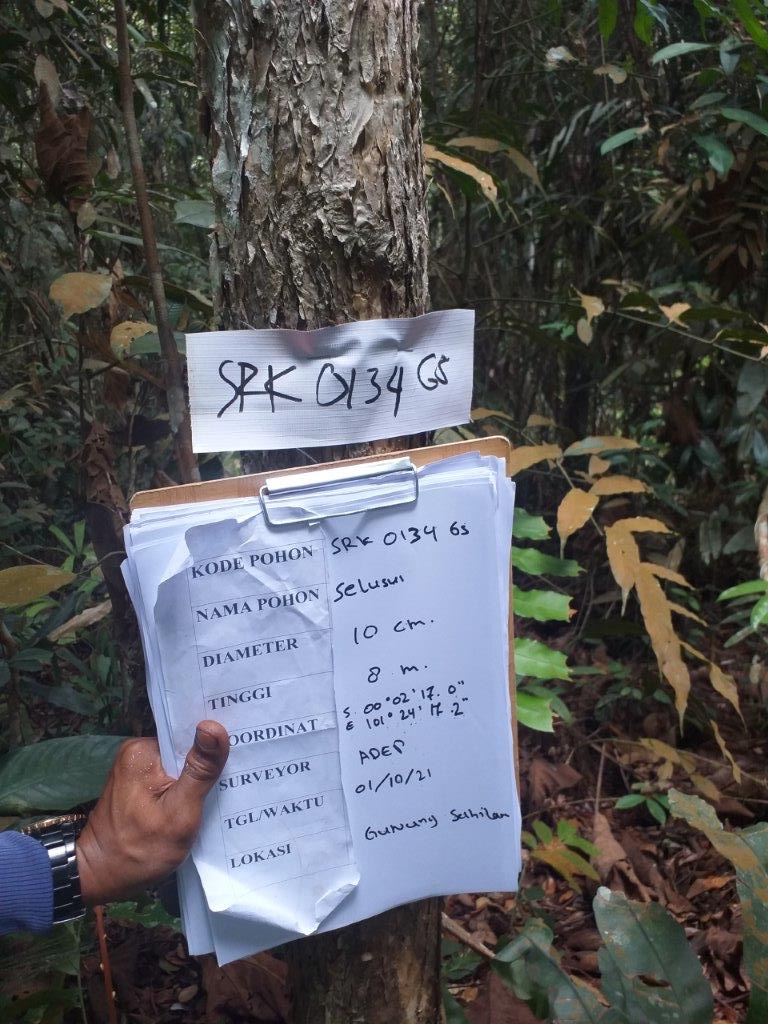 SRK 0134 GS
KODE POHON SRK 0134 GS
NAMA POHON Selusui
DIAMETER 10 cm.
TINGGI 8 m.
OORDINAT S. 00°02'17.0"
E 101°24'17.2"
SURVEYOR ADEP
TGL/WAKTU 01/10/21
LOKASI Gunung Sahilan